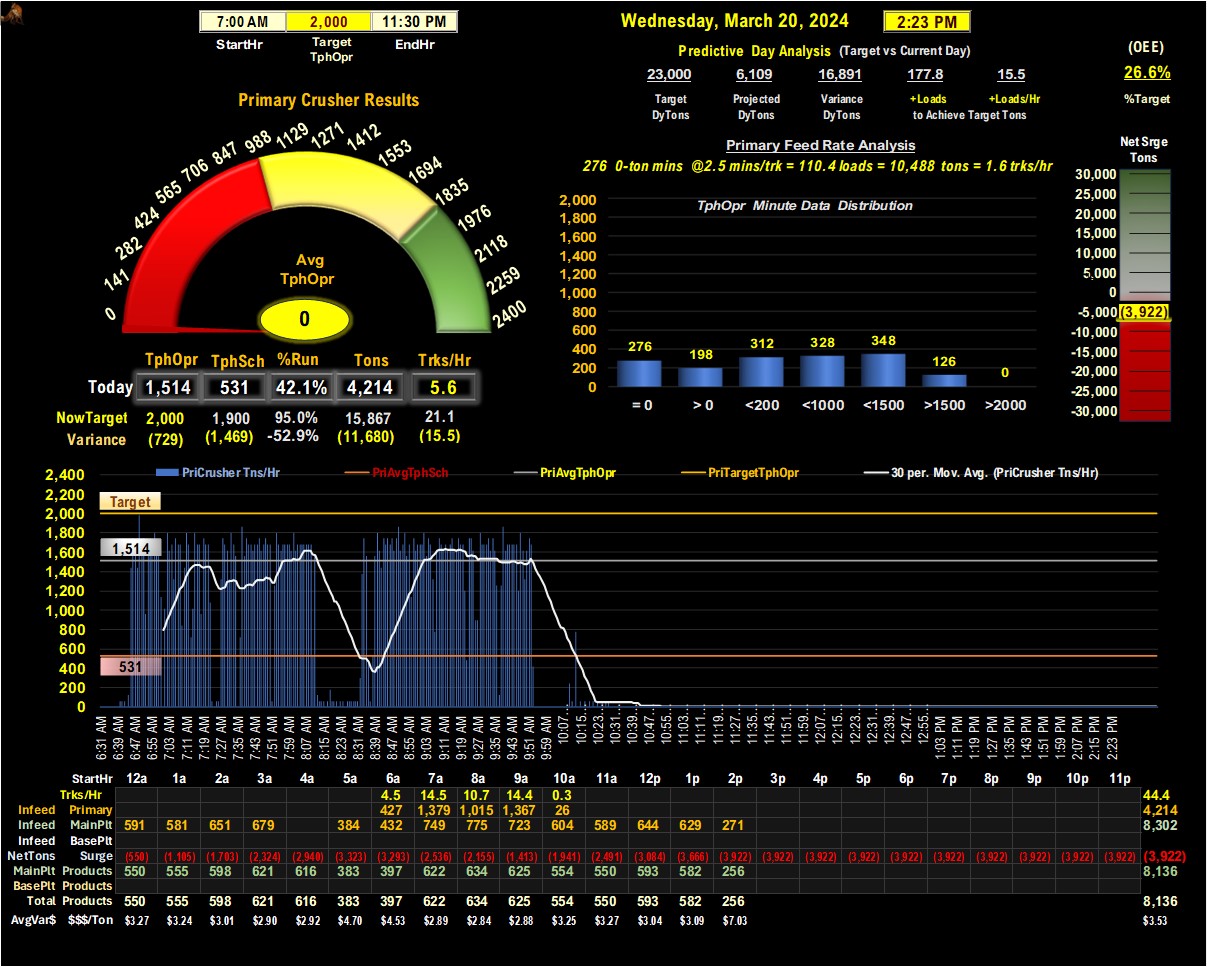 7:00 AM 2,000 11:30 PM
StartHr Target TphOpr EndHr
Wednesday, March 20, 2024 2:23 PM
Predictive Day Analysis (Target vs Current Day)
23,000 6,109 16,891 177.8 15.5
Target DyTons Projected DyTons Variance DyTons +Loads +Loads/Hr
to Achieve Target Tons
(OEE)
26.6%
%Target
Primary Crusher Results
0 141 282 424 565 706 847 988 1129 1271 1412 1553 1694 1835 1976 2118 2259 2400
Avg
TphOpr
0
TphOpr TphSch %Run Tons Trks/Hr
Today 1,514 531 42.1% 4,214 5.6
NowTarget 2,000 1,900 95.0% 15,867 21.1
Variance (729) (1,469) -52.9% (11,680) (15.5)
Primary Feed Rate Analysis
276 0-ton mins @2.5 mins/trk = 110.4 loads = 10,488 tons = 1.6 trks/hr
TphOpr Minute Data Distribution
2,000
1,800
1,600
1,400
1,200
1,000
800
600
400
200
0
276 198 312 328 348 126 0
= 0 > 0 <200 <1000 <1500 >1500 >2000
Net Srge
Tons
30,000
25,000
20,000
15,000
10,000
5,000
0
-5,000 (3,922)
-10,000
-15,000
-20,000
-25,000
-30,000
PriCrusher Tns/Hr PriAvgTphSch PriAvgTphOpr PriTargetTphOpr 30 per. Mov. Avg. (PriCrusher Tns/Hr)
2,400
2,200
2,000
1,800
1,600
1,400
1,200
1,000
800
600
400
200
0
Target
1,514
531
6:31 AM 6:39 AM 6:47 AM 6:55 AM 7:03 AM 7:11 AM 7:19 AM 7:27 AM 7:35 AM 7:43 AM 7:51 AM 7:59 AM 8:07 AM 8:15 AM 8:23 AM 8:31 AM 8:39 AM 8:47 AM 8:55 AM 9:03 AM 9:11 AM 9:19 AM 9:27 AM 9:35 AM 9:43 AM 9:51 AM 9:59 AM 10:07… 10:15… 10:23… 10:31… 10:39… 10:47… 10:55… 11:03… 11:11… 11:19… 11:27… 11:35… 11:43… 11:51… 11:59… 12:07… 12:15… 12:23… 12:31… 12:39… 12:47… 12:55… 1:03 PM 1:11 PM 1:19 PM 1:27 PM 1:35 PM 1:43 PM 1:51 PM 1:59 PM 2:07 PM 2:15 PM 2:23 PM
StartHr 12a 1a 2a 3a 4a 5a 6a 7a 8a 9a 10a 11a 12p 1p 2p 3p 4p 5p 6p 7p 8p 9p 10p 11p
Trks/Hr 4.5 14.5 10.7 14.4 0.3 44.4
Infeed Primary 427 1,379 1,015 1,367 26 4,214
Infeed MainPlt 591 581 651 679 384 432 749 775 723 604 589 644 629 271 8,302
Infeed BasePlt
NetTons Surge (550) (1,105) (1,703) (2,324) (2,940) (3,323) (3,293) (2,536) (2,155) (1,413) (1,941) (2,491) (3,084) (3,666) (3,922) (3,922) (3,922) (3,922) (3,922) (3,922) (3,922) (3,922) (3,922) (3,922) (3,922)
MainPlt Products 550 555 598 621 616 383 397 622 634 625 554 550 593 582 256 8,136
BasePlt Products
Total Products 550 555 598 621 616 383 397 622 634 625 554 550 593 582 256 8,136
AvgVar$ $$$/Ton $3.27 $3.24 $3.01 $2.90 $2.92 $4.70 $4.53 $2.89 $2.84 $2.88 $3.25 $3.27 $3.04 $3.09 $7.03 $3.53